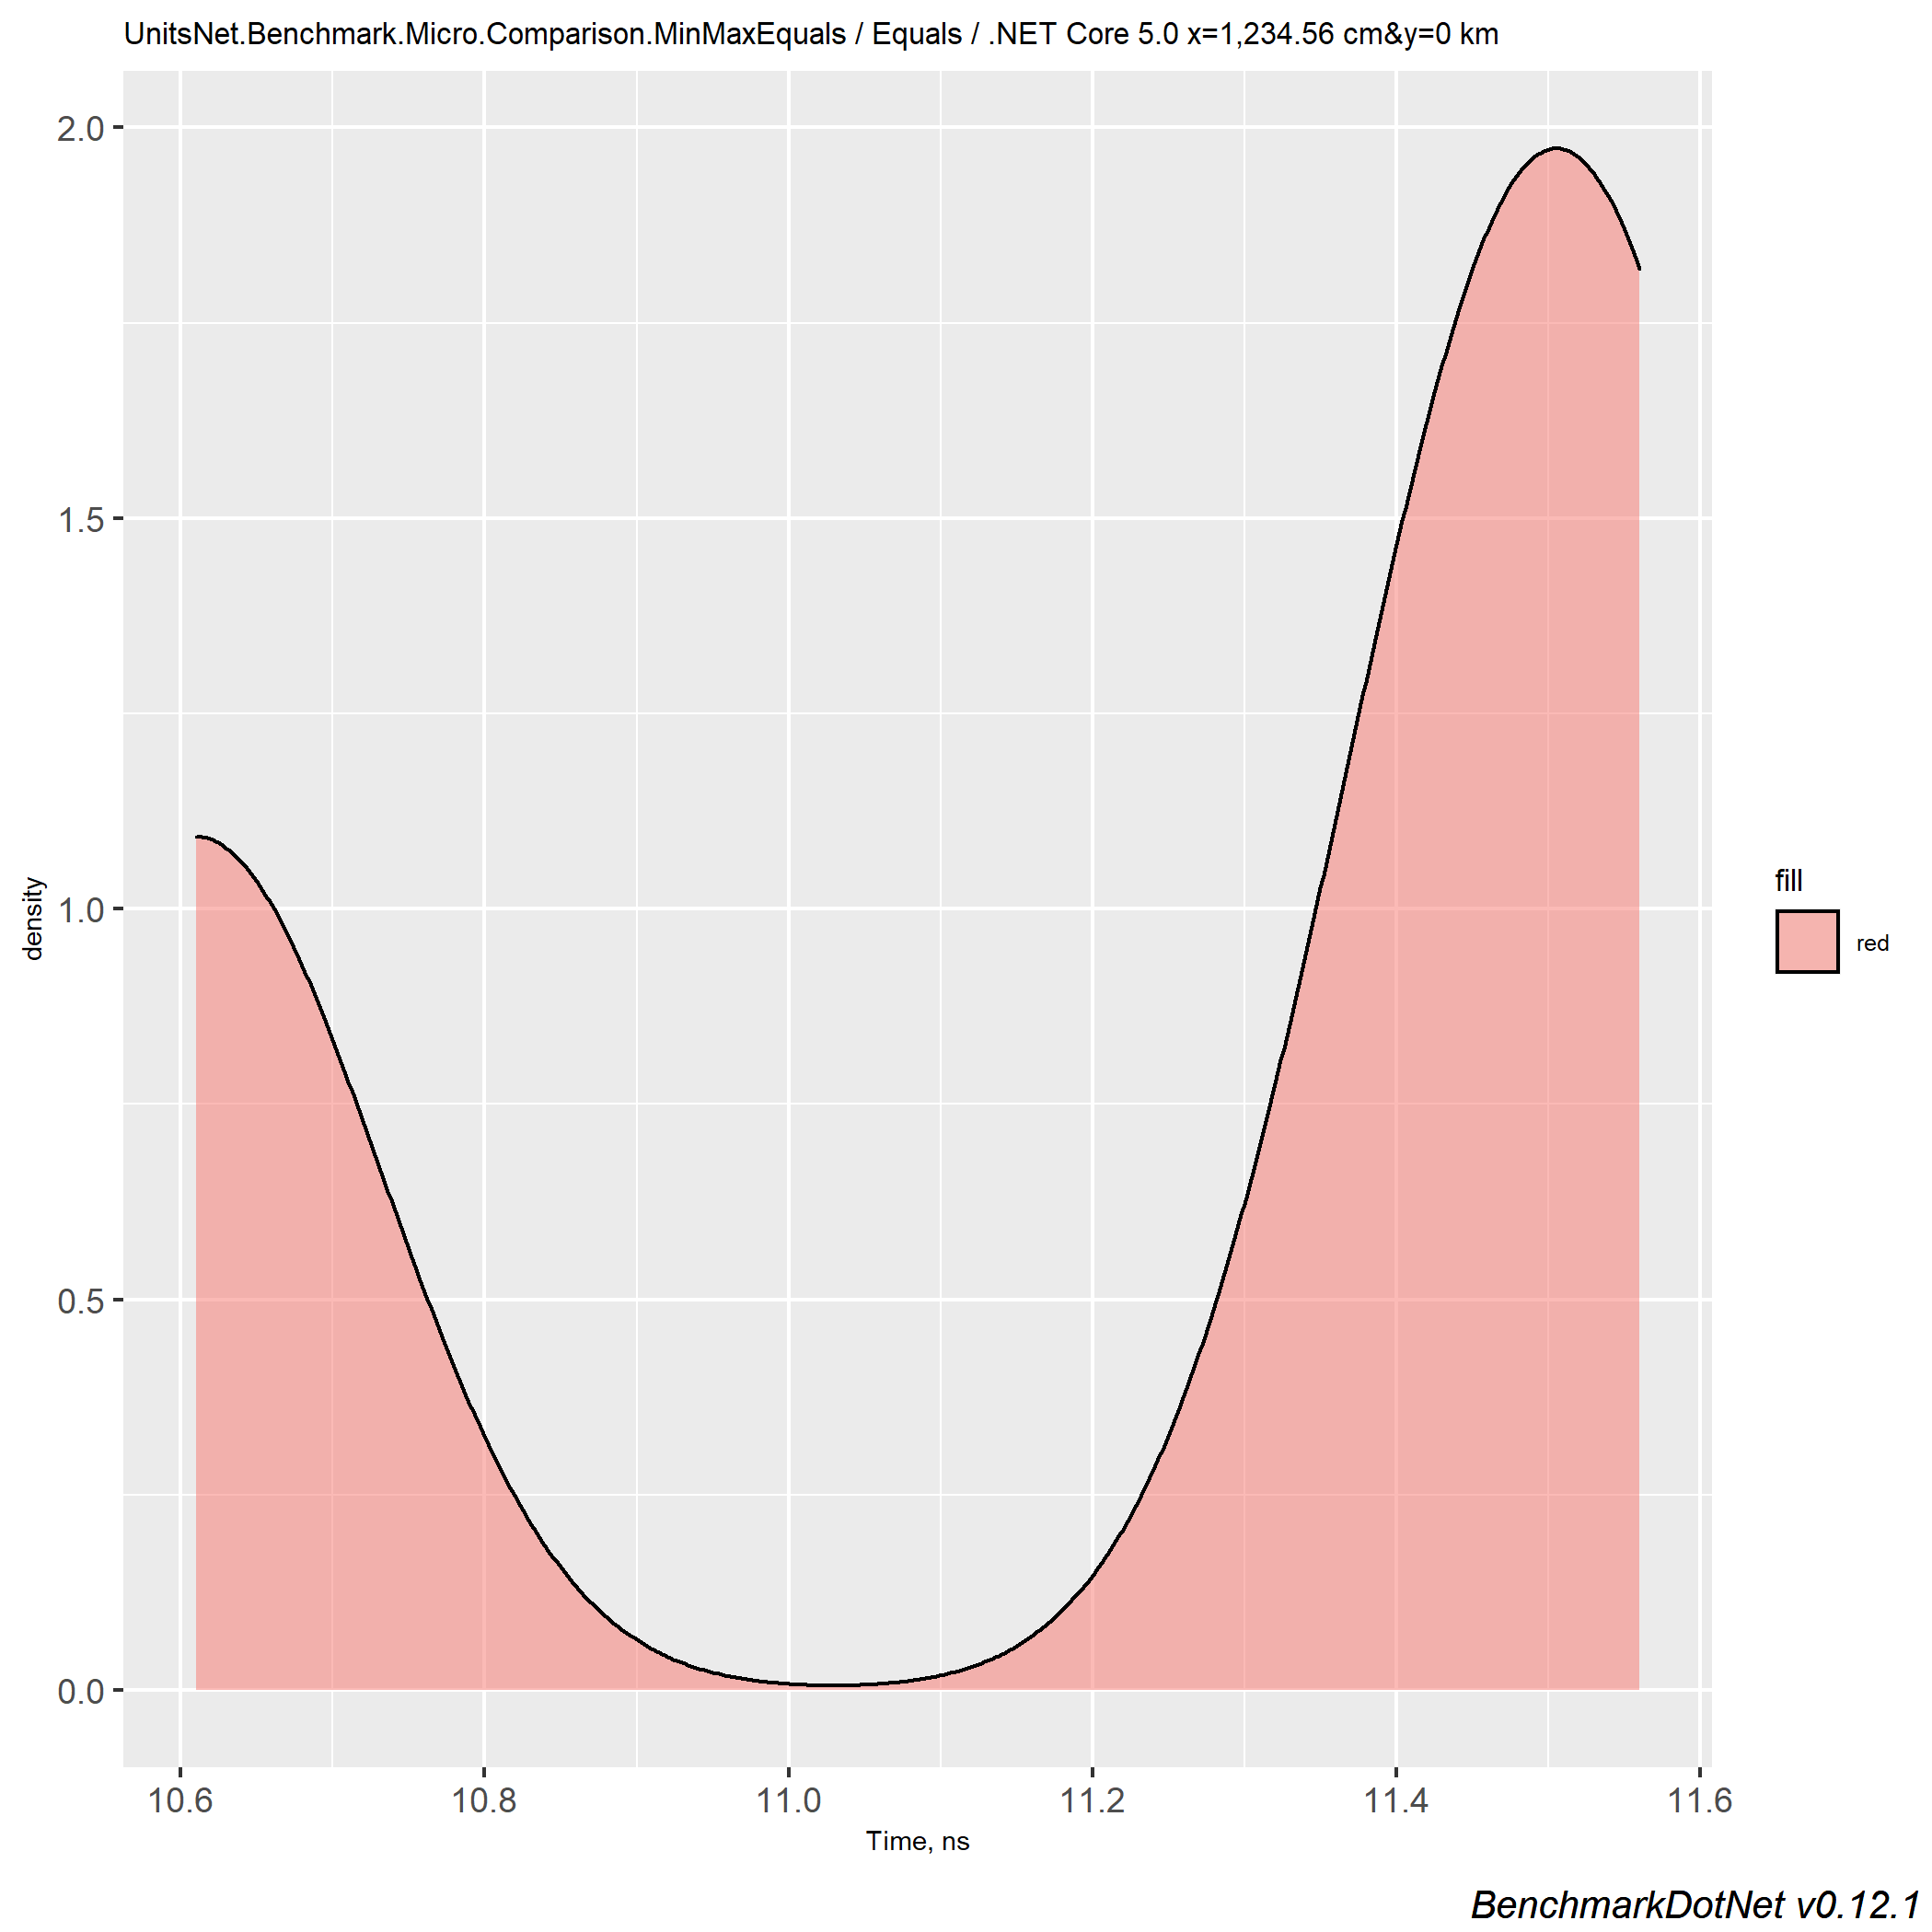 UnitsNet.Benchmark.Micro.Comparison.MinMaxEquals / Equals / .NET Core 5.0 x=1,234.56 cm&y=0 km
2.0
1.5
1.0
0.5
0.0
density
10.6 10.8 11.0 11.2 11.4 11.6
Time, ns
fill
red
BenchmarkDotNet v0.12.1